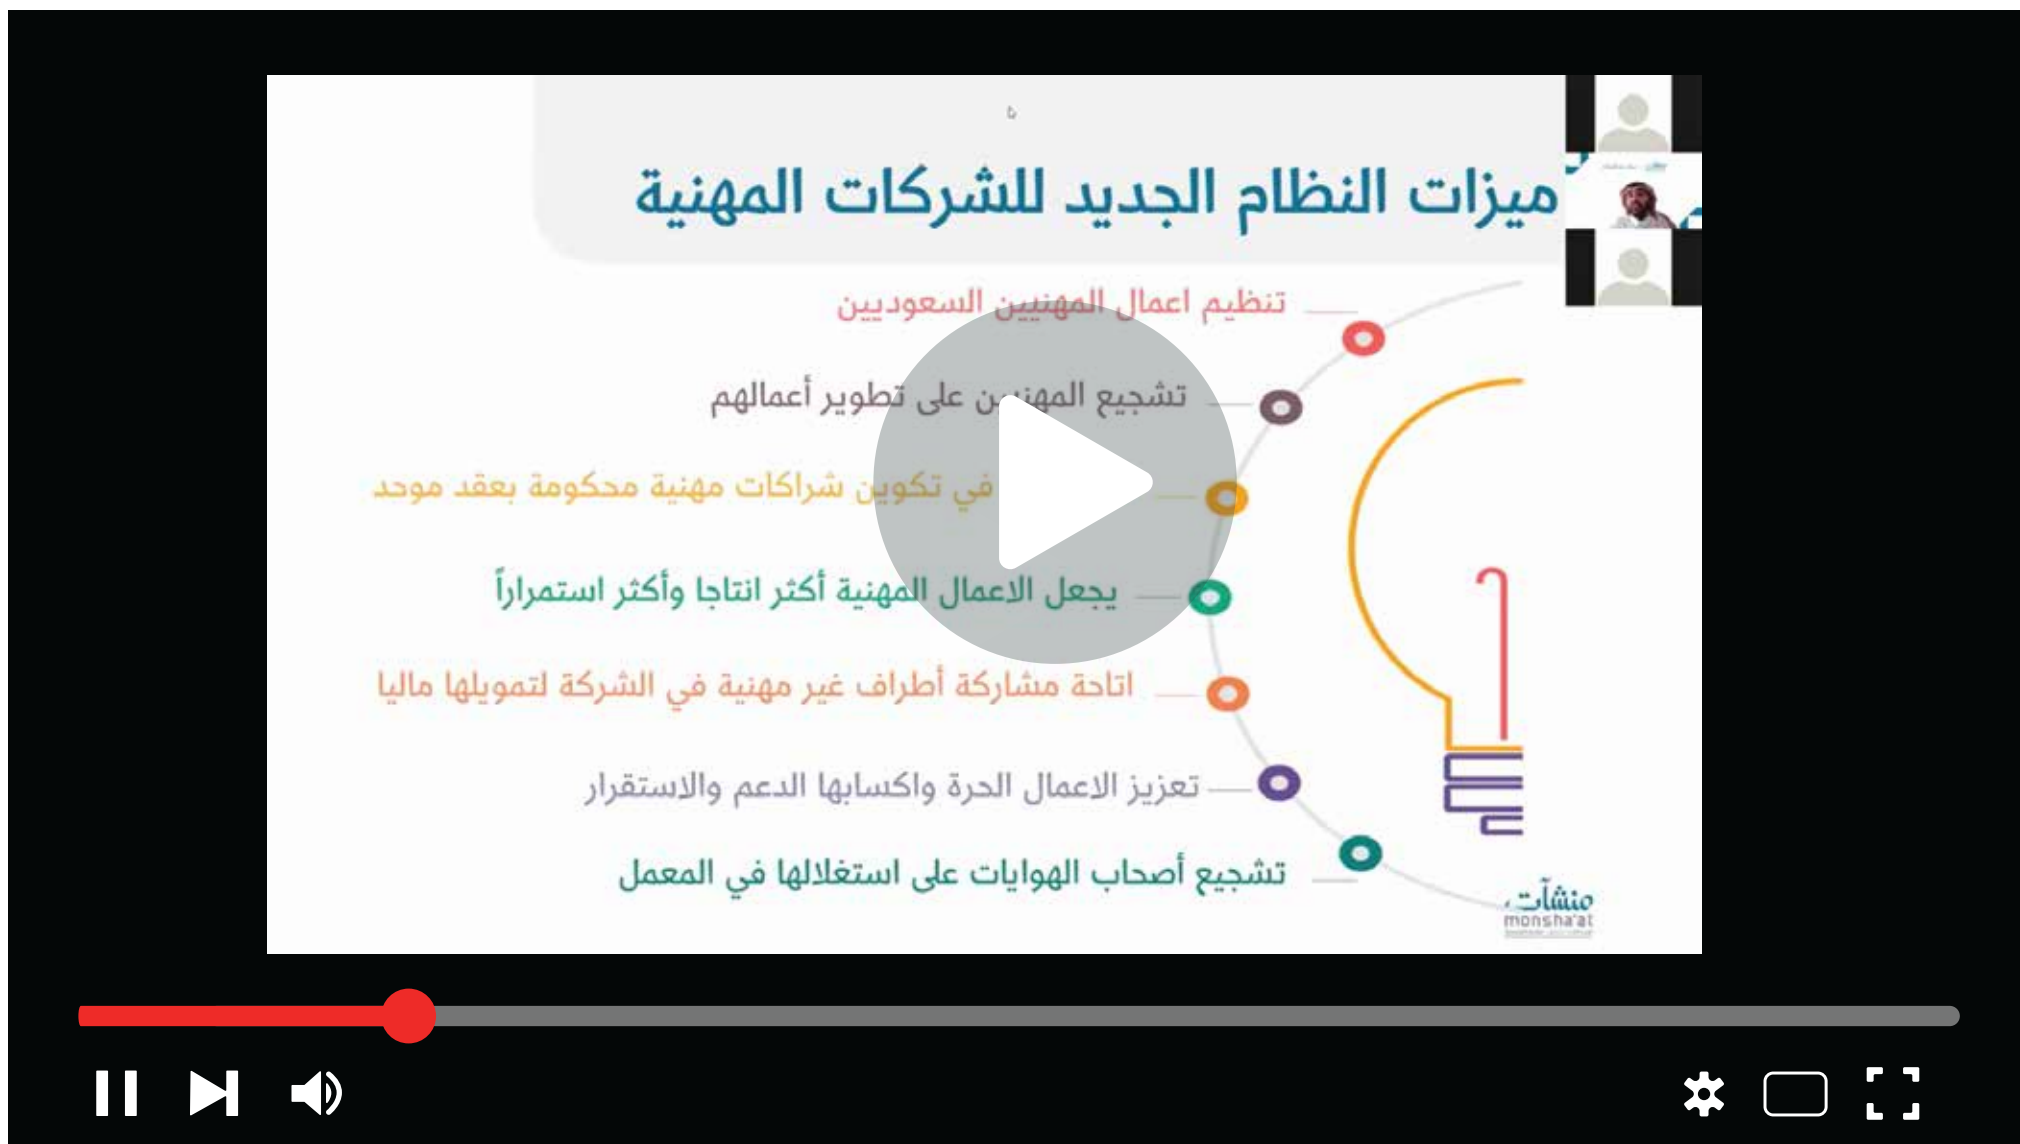 ميزات النظام الجديد للشركات المهنية
تنظيم اعمال المهنيين السعوديين
تشجيع المهنيين على تطوير أعمالهم
في تكوين شراكات مهنية محكومة بعقد موحد
يجعل الاعمال المهنية أكثر انتاجا وأكثر استمراراً
اتاحة مشاركة أطراف غير مهنية في الشركة لتمويلها ماليا
تعزيز الاعمال الحرة واكسابها الدعم والاستقرار
تشجيع أصحاب الهوايات على استغلالها في المعمل
منشآت
monsha'at